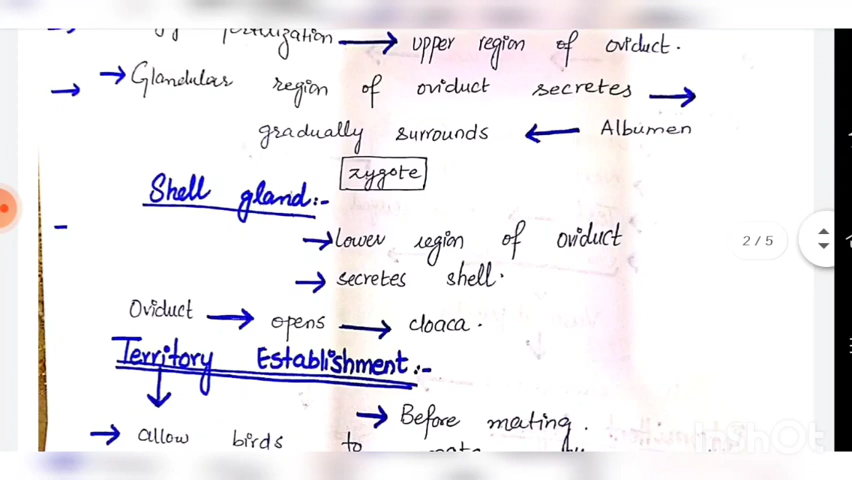 fertilization → upper region of oviduct.
→ → Glandular region of oviduct secretes →
gradually surrounds ← Albumen
zygote
Shell gland:-
- → lower region of oviduct
→ secretes shell.
2/5
Oviduct → opens → cloaca.
Territory Establishment:-
→ Before mating.
→ allow birds to
InShOt